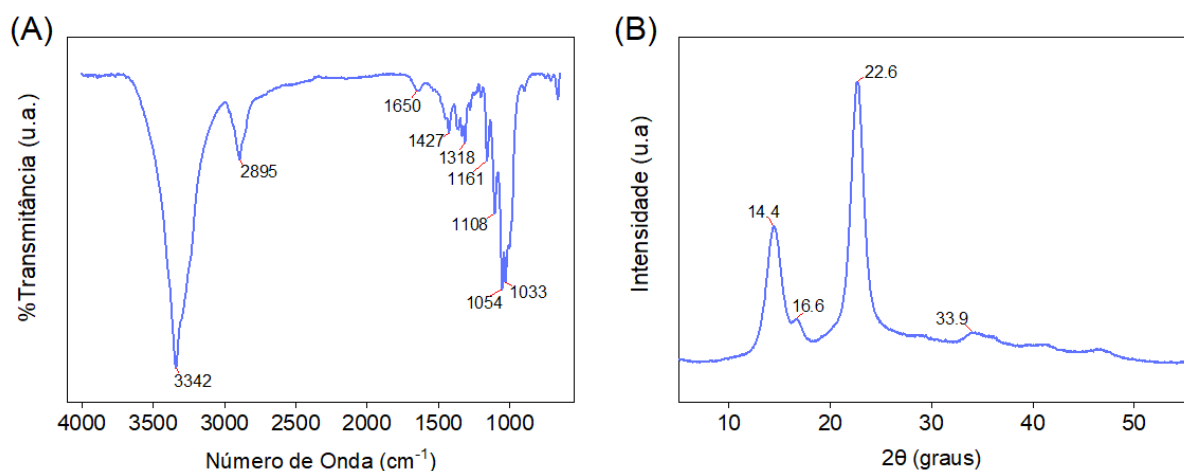 (A)
%Transmitância (u.a.)
3342
2895
1650
1427
1318
1161
1108
1054
1033
4000 3500 3000 2500 2000 1500 1000
Número de Onda (cm⁻¹)
(B)
Intensidade (u.a)
14.4
16.6
22.6
33.9
10 20 30 40 50
2θ (graus)